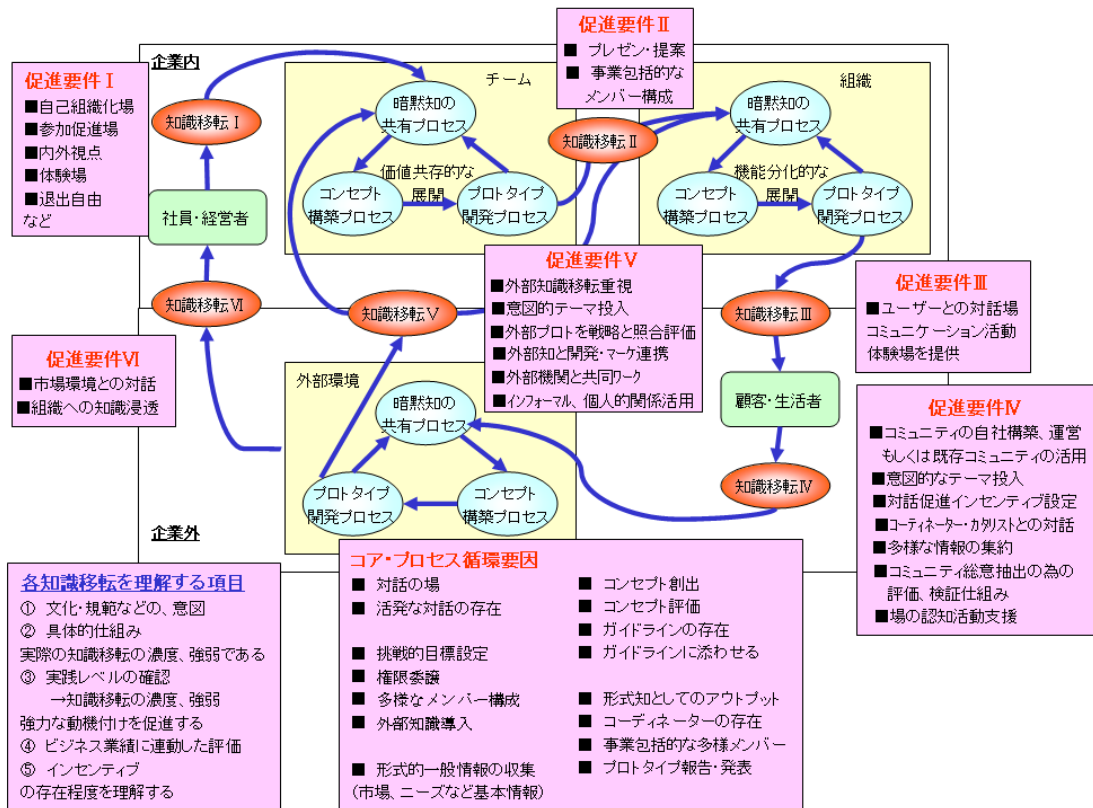 企業内
促進要件Ⅰ
■自己組織化場
■参加促進場
■内外視点
■体験場
■退出自由
など
知識移転Ⅰ
社員・経営者
知識移転Ⅵ
チーム
暗黙知の
共有プロセス
価値共存的な
展開
コンセプト
構築プロセス
プロトタイプ
開発プロセス
促進要件Ⅱ
■ プレゼン・提案
■ 事業包括的な
メンバー構成
知識移転Ⅱ
組織
暗黙知の
共有プロセス
機能分化的な
展開
コンセプト
構築プロセス
プロトタイプ
開発プロセス
促進要件Ⅴ
■外部知識移転重視
■意図的テーマ投入
■外部プロトを戦略と照合評価
■外部知と開発・マーケ連携
■外部機関と共同ワーク
■インフォーマル、個人的関係活用
知識移転Ⅴ
知識移転Ⅲ
促進要件Ⅲ
■ユーザーとの対話場
コミュニケーション活動
体験場を提供
促進要件Ⅵ
■市場環境との対話
■組織への知識浸透
外部環境
暗黙知の
共有プロセス
プロトタイプ
開発プロセス
コンセプト
構築プロセス
顧客・生活者
知識移転Ⅳ
促進要件Ⅳ
■コミュニティの自社構築、運営
もしくは既存コミュニティの活用
■意図的なテーマ投入
■対話促進インセンティブ設定
■コーディネーター・カタリストとの対話
■多様な情報の集約
■コミュニティ総意抽出の為の
評価、検証仕組み
■場の認知活動支援
企業外
各知識移転を理解する項目
① 文化・規範などの、意図
② 具体的仕組み
実際の知識移転の濃度、強弱である
③ 実践レベルの確認
→知識移転の濃度、強弱
強力な動機付けを促進する
④ ビジネス業績に連動した評価
⑤ インセンティブ
の存在程度を理解する
コア・プロセス循環要因
■ 対話の場
■ 活発な対話の存在
■ 挑戦的目標設定
■ 権限委譲
■ 多様なメンバー構成
■ 外部知識導入
■ 形式的一般情報の収集
(市場、ニーズなど基本情報)
■ コンセプト創出
■ コンセプト評価
■ ガイドラインの存在
■ ガイドラインに添わせる
■ 形式知としてのアウトプット
■ コーディネーターの存在
■ 事業包括的な多様メンバー
■ プロトタイプ報告・発表